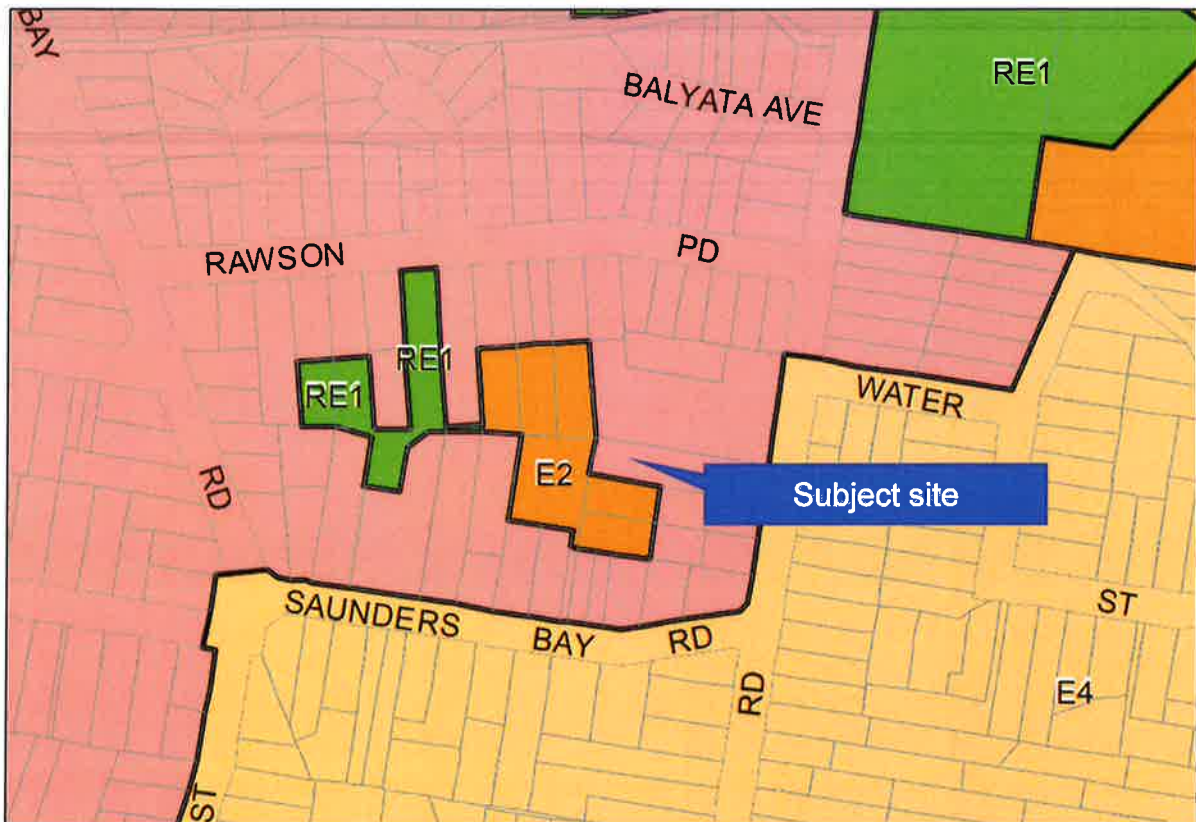 BAY
RE1
BALYATA AVE
RAWSON
PD
RE1
RE1
WATER
E2
Subject site
RD
SAUNDERS
BAY
RD
ST
RD
E4
ST